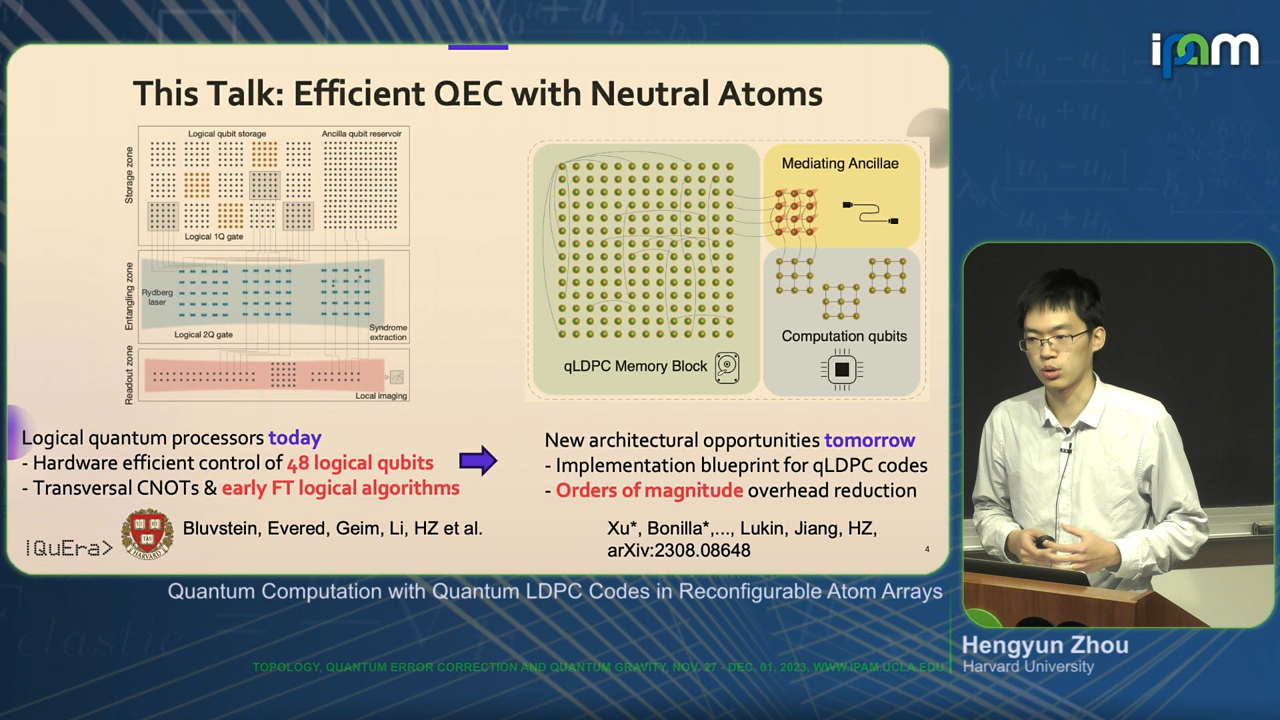 ipam
This Talk: Efficient QEC with Neutral Atoms
Storage zone
Logical qubit storage
Ancilla qubit reservoir
Logical 1Q gate
Entangling zone
Rydberg
laser
Logical 2Q gate
Syndrome
extraction
Readout zone
Local imaging
Mediating Ancillae
qLDPC Memory Block
Computation qubits
Logical quantum processors today
- Hardware efficient control of 48 logical qubits
- Transversal CNOTs & early FT logical algorithms
New architectural opportunities tomorrow
- Implementation blueprint for qLDPC codes
- Orders of magnitude overhead reduction
|QuEra>
HARVARD
Bluvstein, Evered, Geim, Li, HZ et al.
Xu*, Bonilla*,..., Lukin, Jiang, HZ,
arXiv:2308.08648
4
Quantum Computation with Quantum LDPC Codes in Reconfigurable Atom Arrays
Hengyun Zhou
Harvard University
TOPOLOGY, QUANTUM ERROR CORRECTION AND QUANTUM GRAVITY, NOV. 27 - DEC. 01, 2023, WWW.IPAM.UCLA.EDU
elastic